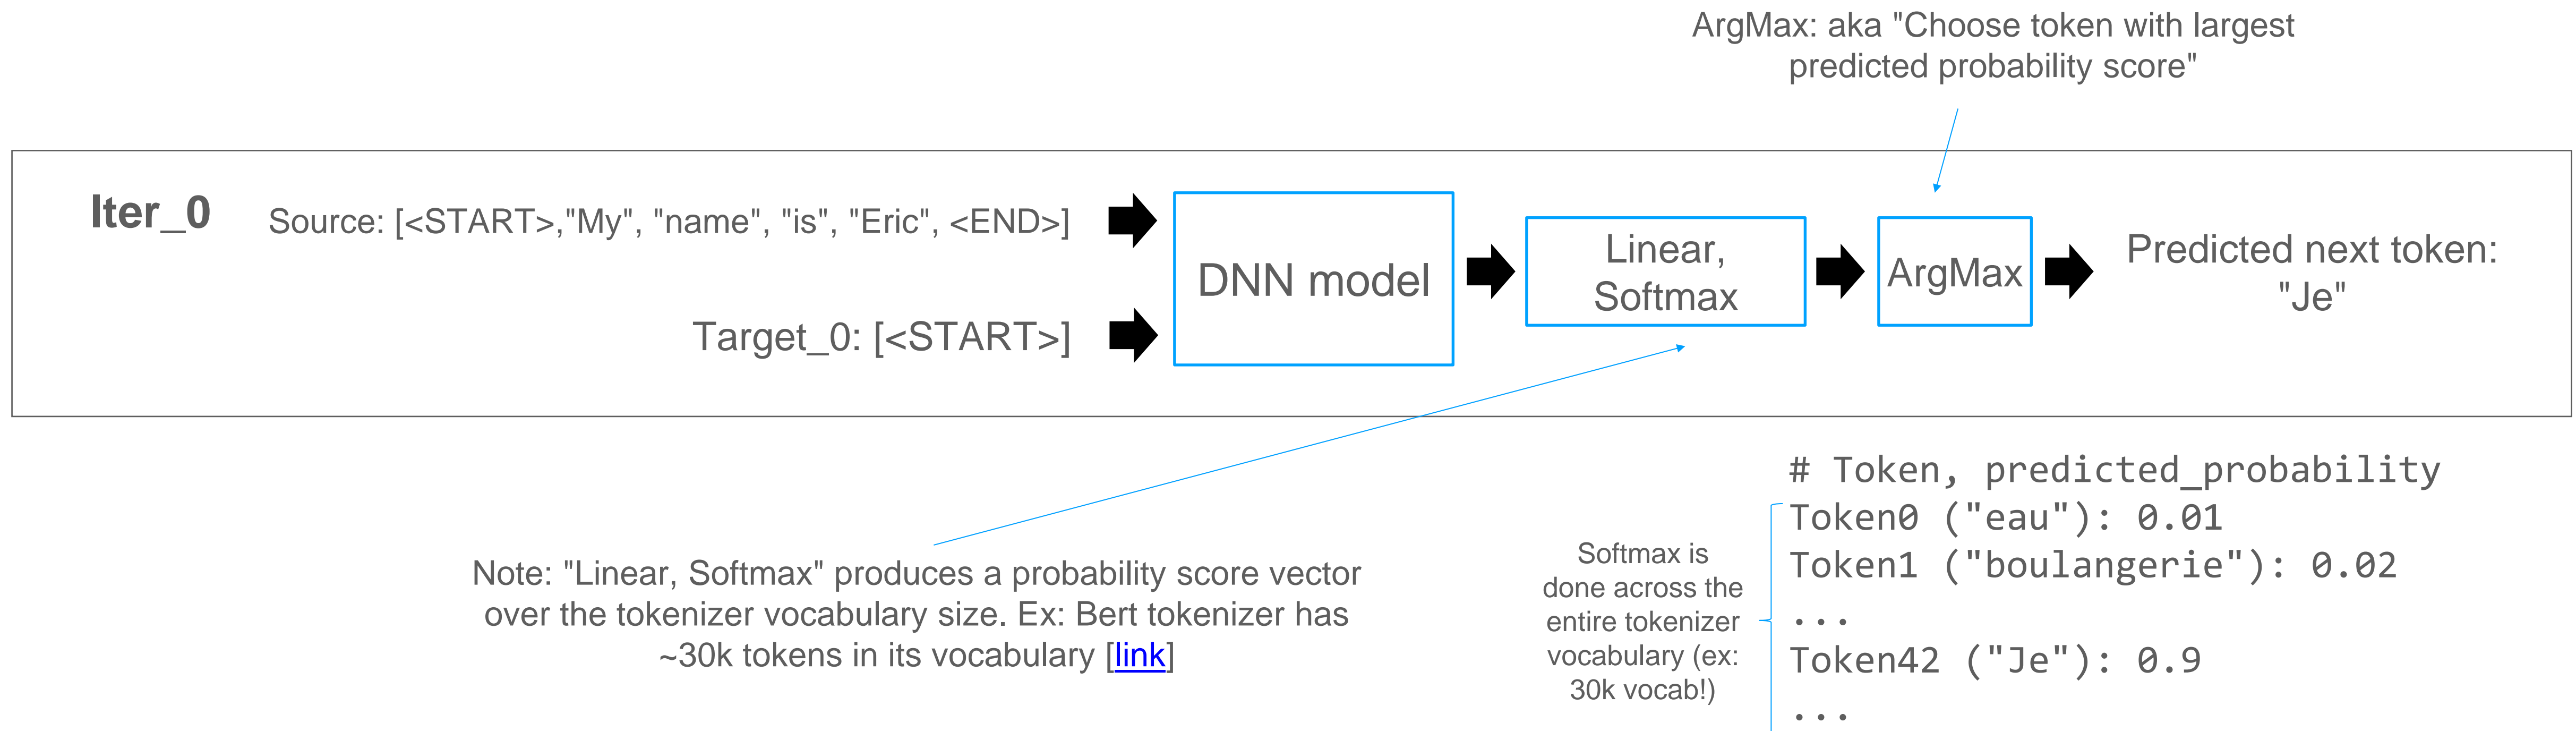 ArgMax: aka "Choose token with largest
predicted probability score"
Iter_0
Source: [<START>,"My", "name", "is", "Eric", <END>]
Target_0: [<START>]
DNN model
Linear,
Softmax
ArgMax
Predicted next token:
"Je"
Note: "Linear, Softmax" produces a probability score vector
over the tokenizer vocabulary size. Ex: Bert tokenizer has
~30k tokens in its vocabulary [link]
Softmax is
done across the
entire tokenizer
vocabulary (ex:
30k vocab!)
# Token, predicted_probability
Token0 ("eau"): 0.01
Token1 ("boulangerie"): 0.02
...
Token42 ("Je"): 0.9
...